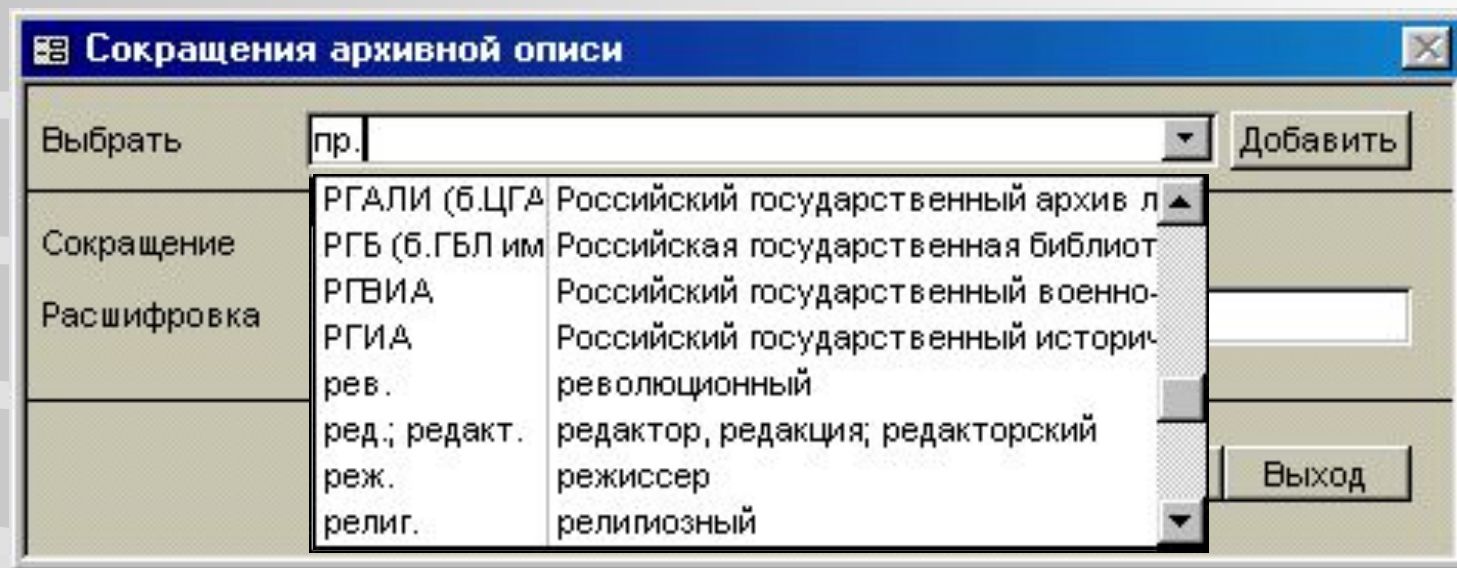 Сокращения архивной описи
Выбрать пр. Добавить
РГАЛИ (б.ЦГА Российский государственный архив л
Сокращение РГБ (б.ГБЛ им Российская государственная библиот
РГВИА Российский государственный военно-
Расшифровка РГИА Российский государственный историч
рев. революционный
ред.; редакт. редактор, редакция; редакторский
реж. режиссер Выход
религ. религиозный